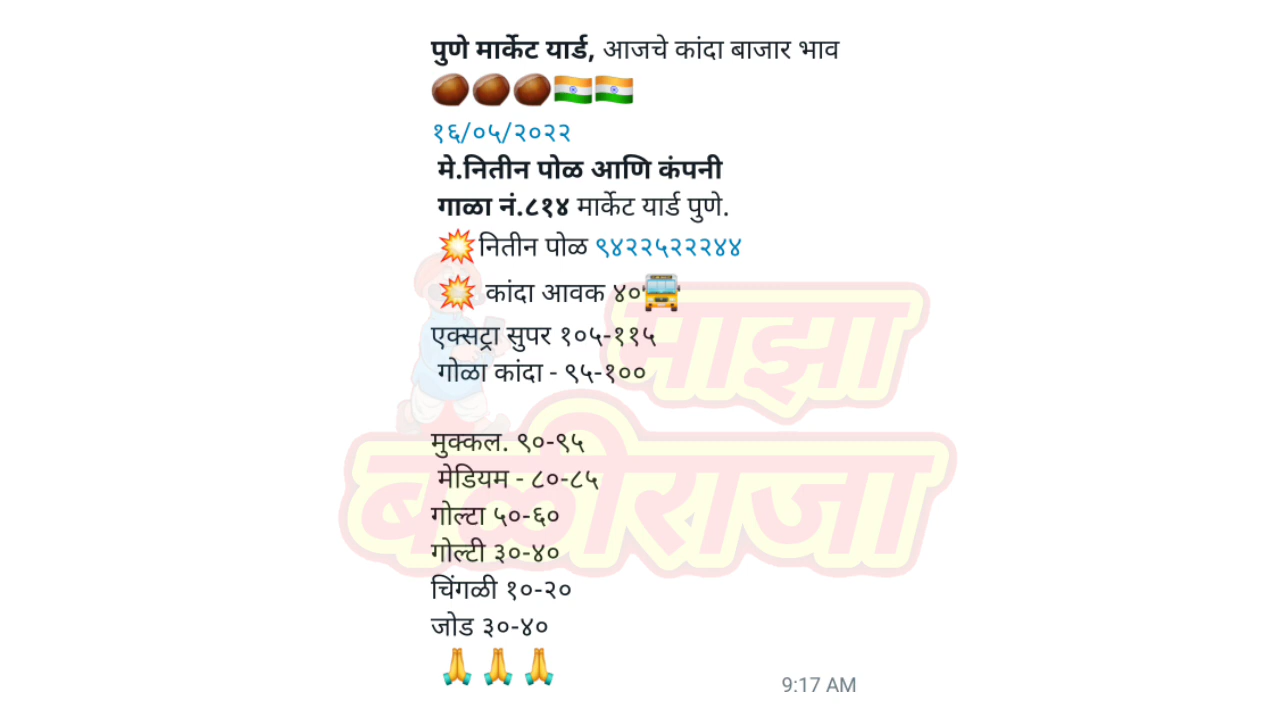 पुणे मार्केट यार्ड, आजचे कांदा बाजार भाव
🌰🌰🌰🇮🇳🇮🇳
१६/०५/२०२२
मे.नितीन पोळ आणि कंपनी
गाळा नं.८१४ मार्केट यार्ड पुणे.
💥नितीन पोळ ९४२२५२२२४४
💥 कांदा आवक ४०🚍
एक्सट्रा सुपर १०५-११५
गोळा कांदा - ९५-१००
मुक्कल. ९०-९५
मेडियम - ८०-८५
गोल्टा ५०-६०
गोल्टी ३०-४०
चिंगळी १०-२०
जोड ३०-४०
🙏🙏🙏
9:17 AM
माझा
बळीराजा